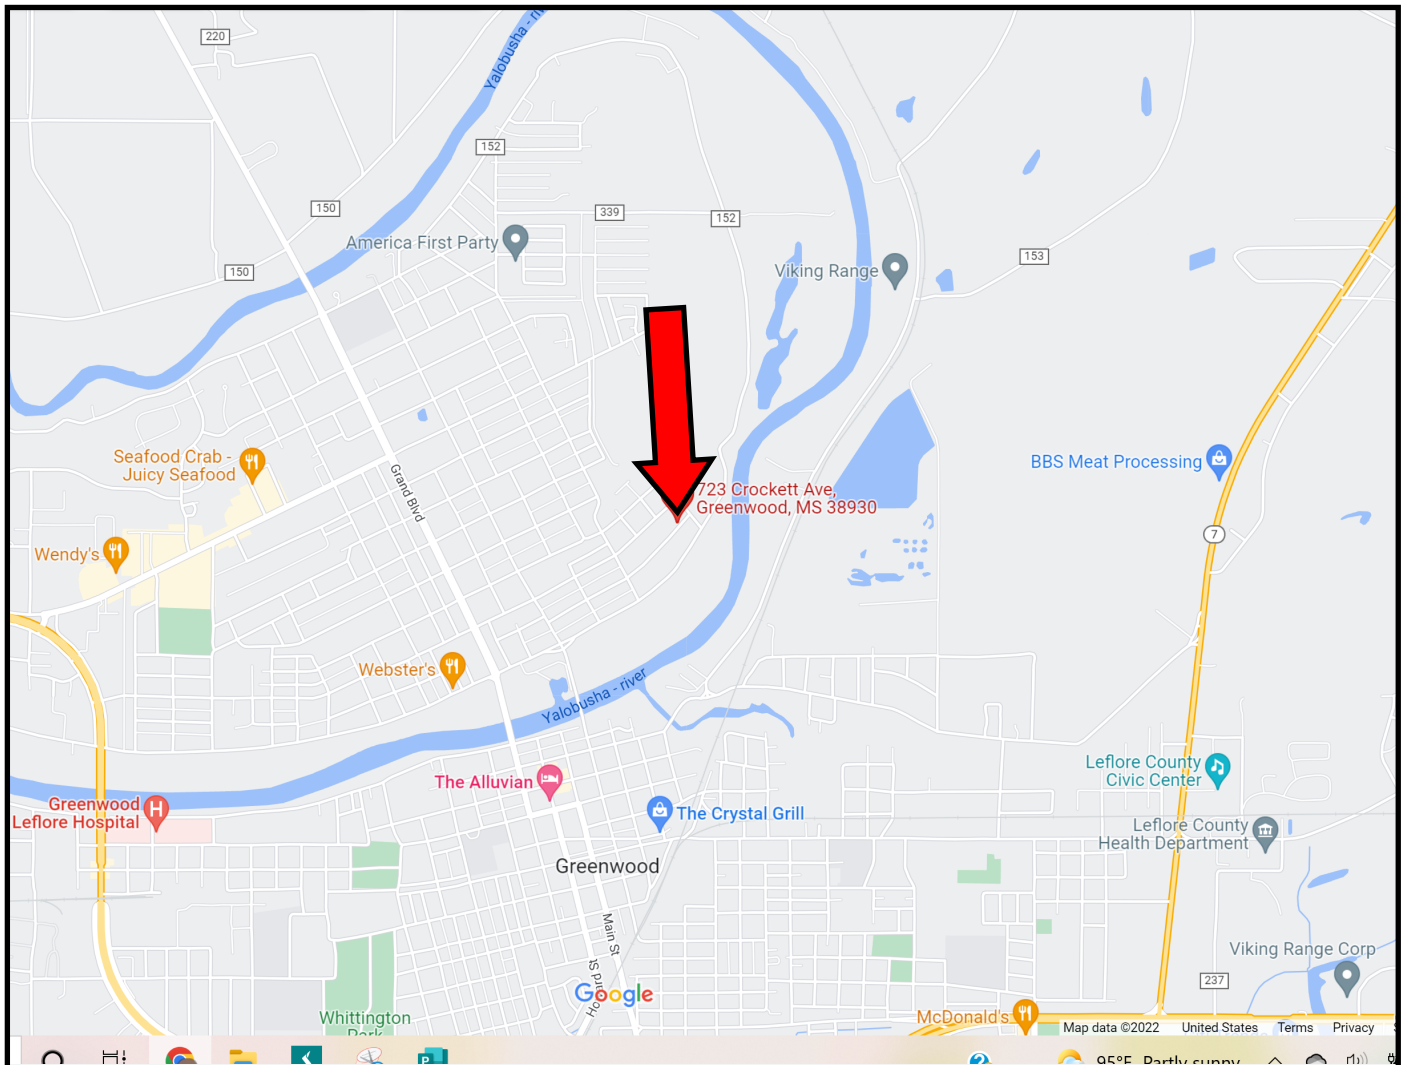 220
Yalobusha - ri
152
150
339
152
America First Party
153
150
Viking Range
Seafood Crab -
Juicy Seafood
BBS Meat Processing
Grand Blvd
723 Crockett Ave,
Greenwood, MS 38930
7
Wendy's
Webster's
Yalobusha - river
Leflore County
Civic Center
The Alluvian
Greenwood
Leflore Hospital
H
The Crystal Grill
Leflore County
Health Department
Greenwood
Main St
Viking Range Corp
237
Google
Whittington
Park
McDonald's
Map data ©2022 United States Terms Privacy
95°F Partly sunny